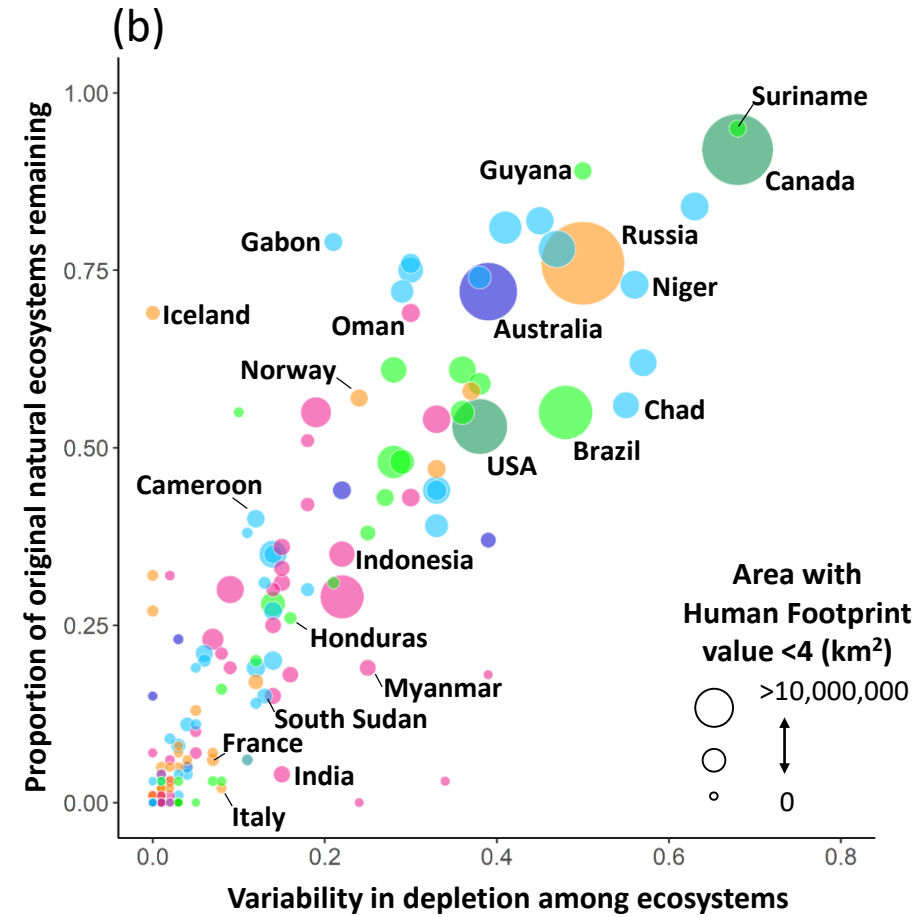 (b)
Proportion of original natural ecosystems remaining
1.00
0.75
0.50
0.25
0.00
Suriname
Canada
Guyana
Russia
Gabon
Niger
Iceland
Oman
Australia
Norway
Chad
Brazil
USA
Cameroon
Indonesia
Honduras
Myanmar
South Sudan
France
India
Italy
Area with
Human Footprint
value <4 (km²)
>10,000,000
0
0.0
0.2
0.4
0.6
0.8
Variability in depletion among ecosystems